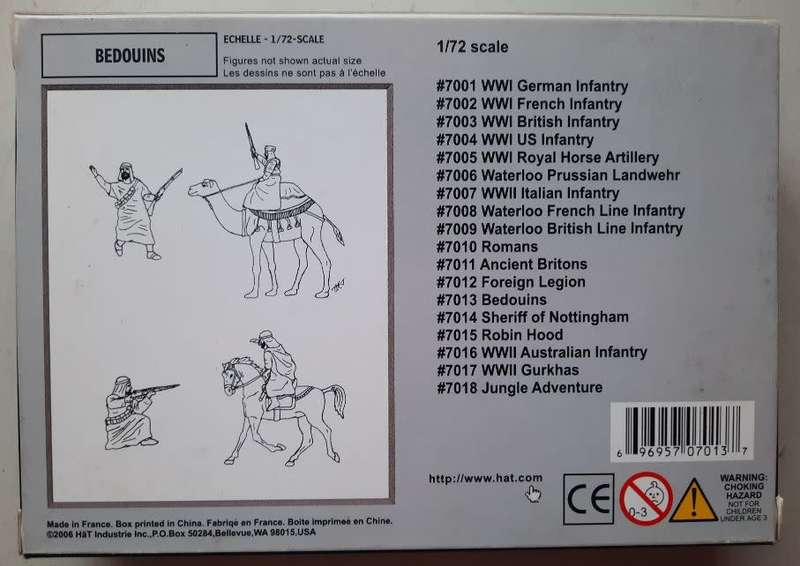 BEDOUINS
ECHELLE - 1/72-SCALE
Figures not shown actual size
Les dessins ne sont pas à l'échelle
1/72 scale
#7001 WWI German Infantry
#7002 WWI French Infantry
#7003 WWI British Infantry
#7004 WWI US Infantry
#7005 WWI Royal Horse Artillery
#7006 Waterloo Prussian Landwehr
#7007 WWII Italian Infantry
#7008 Waterloo French Line Infantry
#7009 Waterloo British Line Infantry
#7010 Romans
#7011 Ancient Britons
#7012 Foreign Legion
#7013 Bedouins
#7014 Sheriff of Nottingham
#7015 Robin Hood
#7016 WWII Australian Infantry
#7017 WWII Gurkhas
#7018 Jungle Adventure
6 96957 07013 7
http://www.hat.com
CE
0-3
WARNING:
CHOKING
HAZARD
NOT FOR
CHILDREN
UNDER AGE 3
Made in France. Box printed in China. Fabriqé en France. Boite imprimeé en Chine.
©2006 HäT Industrie Inc.,P.O.Box 50284,Bellevue,WA 98015.USA